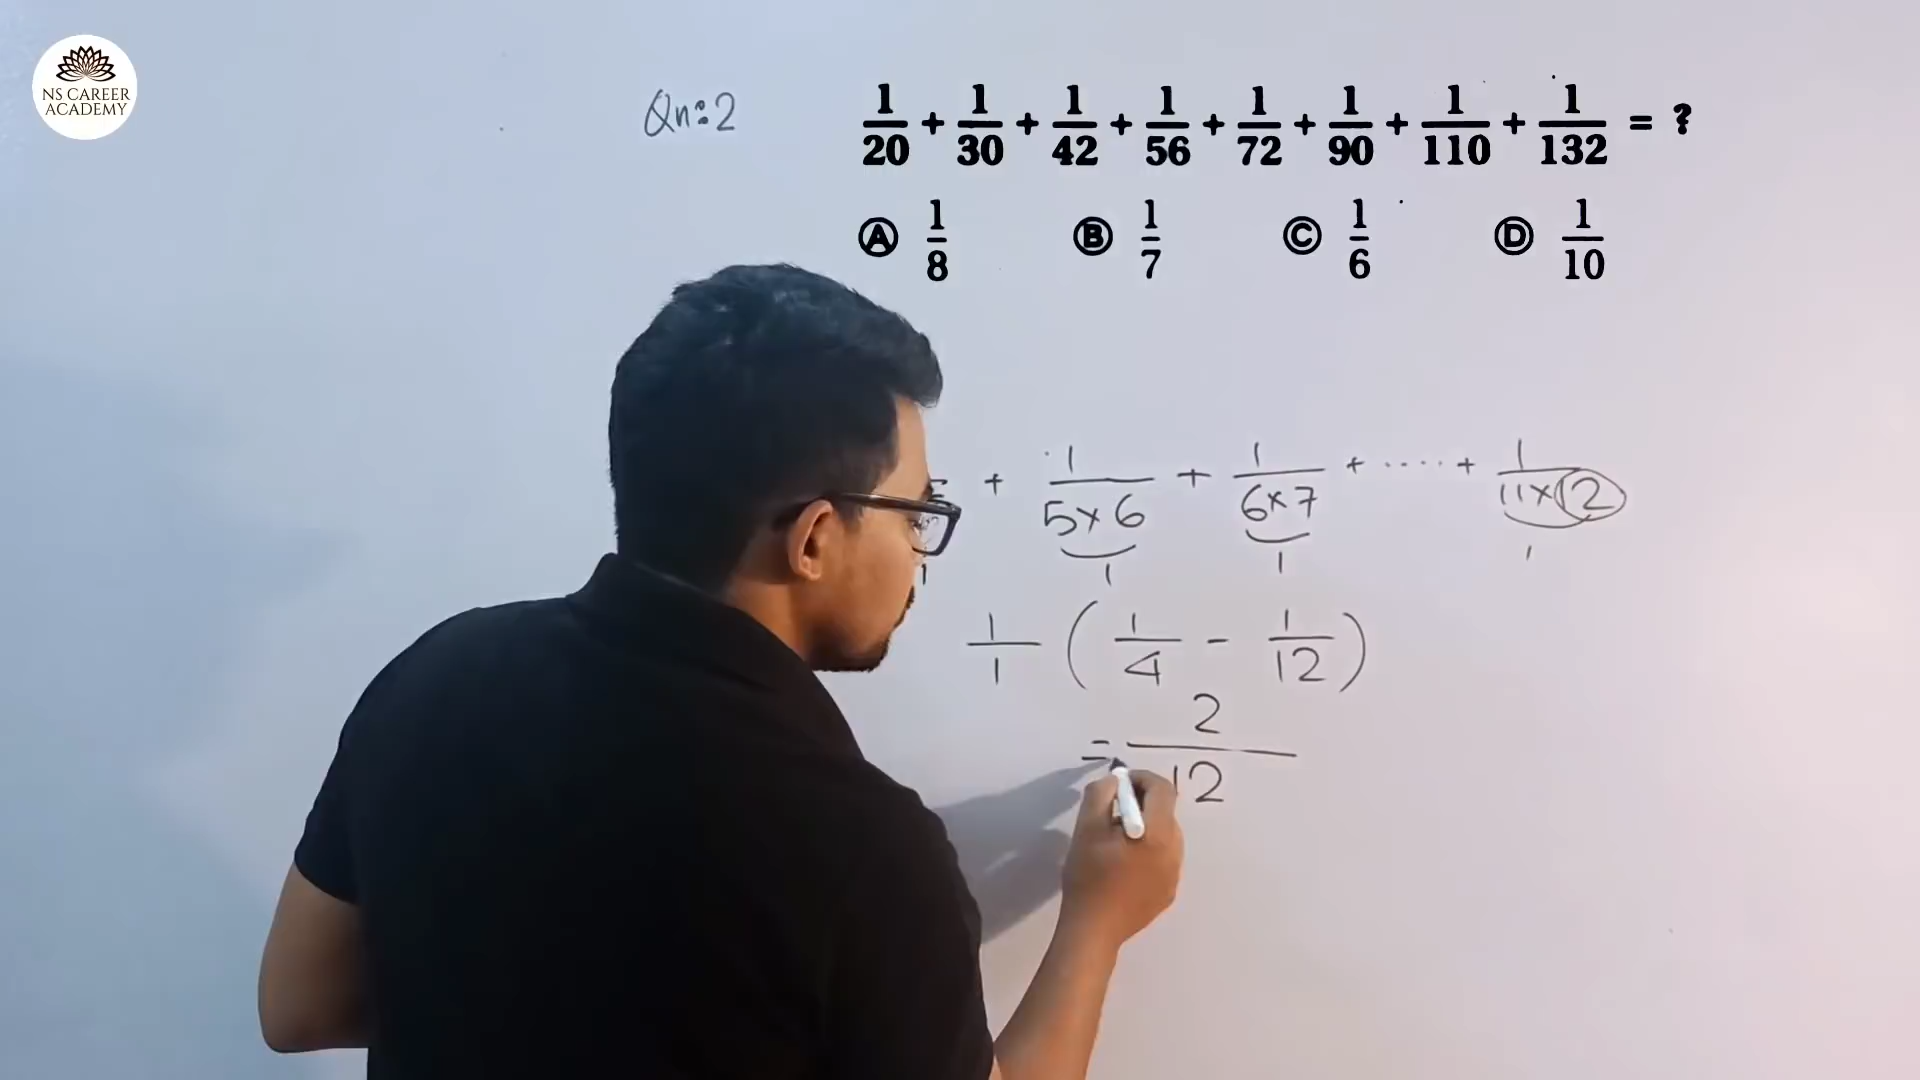 NS CAREER
ACADEMY
Qn:2
1/20 + 1/30 + 1/42 + 1/56 + 1/72 + 1/90 + 1/110 + 1/132 = ?
Ⓐ 1/8 Ⓑ 1/7 Ⓒ 1/6 Ⓓ 1/10
+ 1/5×6 + 1/6×7 + ····· + 1/11×12
1 1 1 1
1/1 ( 1/4 - 1/12 )
= 2/12